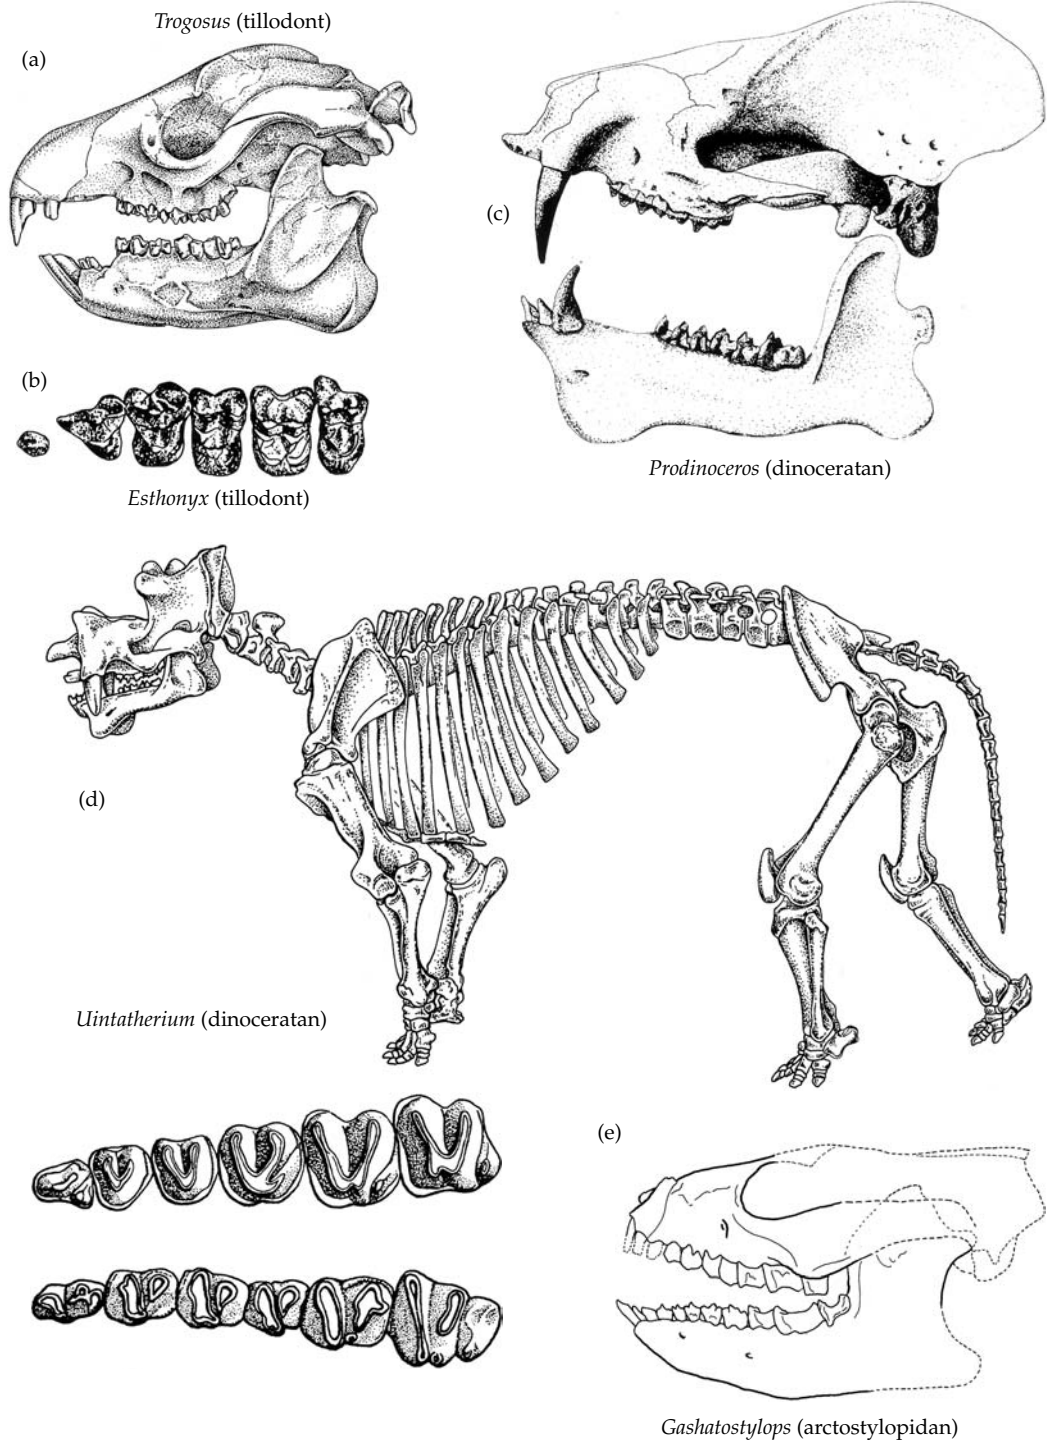 Trogosus (tillodont)
(a)
(c)
(b)
Prodinoceros (dinoceratan)
Esthonyx (tillodont)
(d)
Uintatherium (dinoceratan)
(e)
Gashatostylops (arctostylopidan)